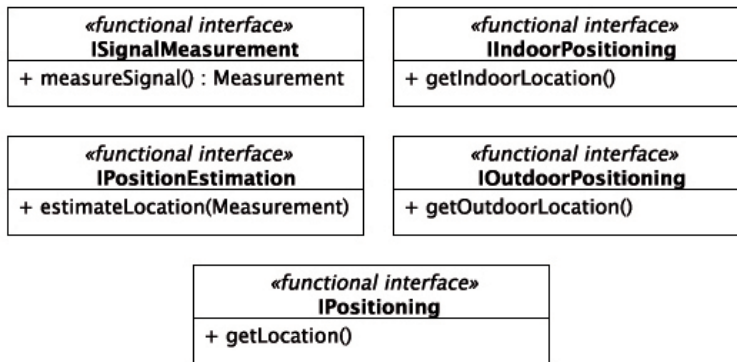 «functional interface»
ISignalMeasurement
+ measureSignal() : Measurement
«functional interface»
IIndoorPositioning
+ getIndoorLocation()
«functional interface»
IPositionEstimation
+ estimateLocation(Measurement)
«functional interface»
IOutdoorPositioning
+ getOutdoorLocation()
«functional interface»
IPositioning
+ getLocation()